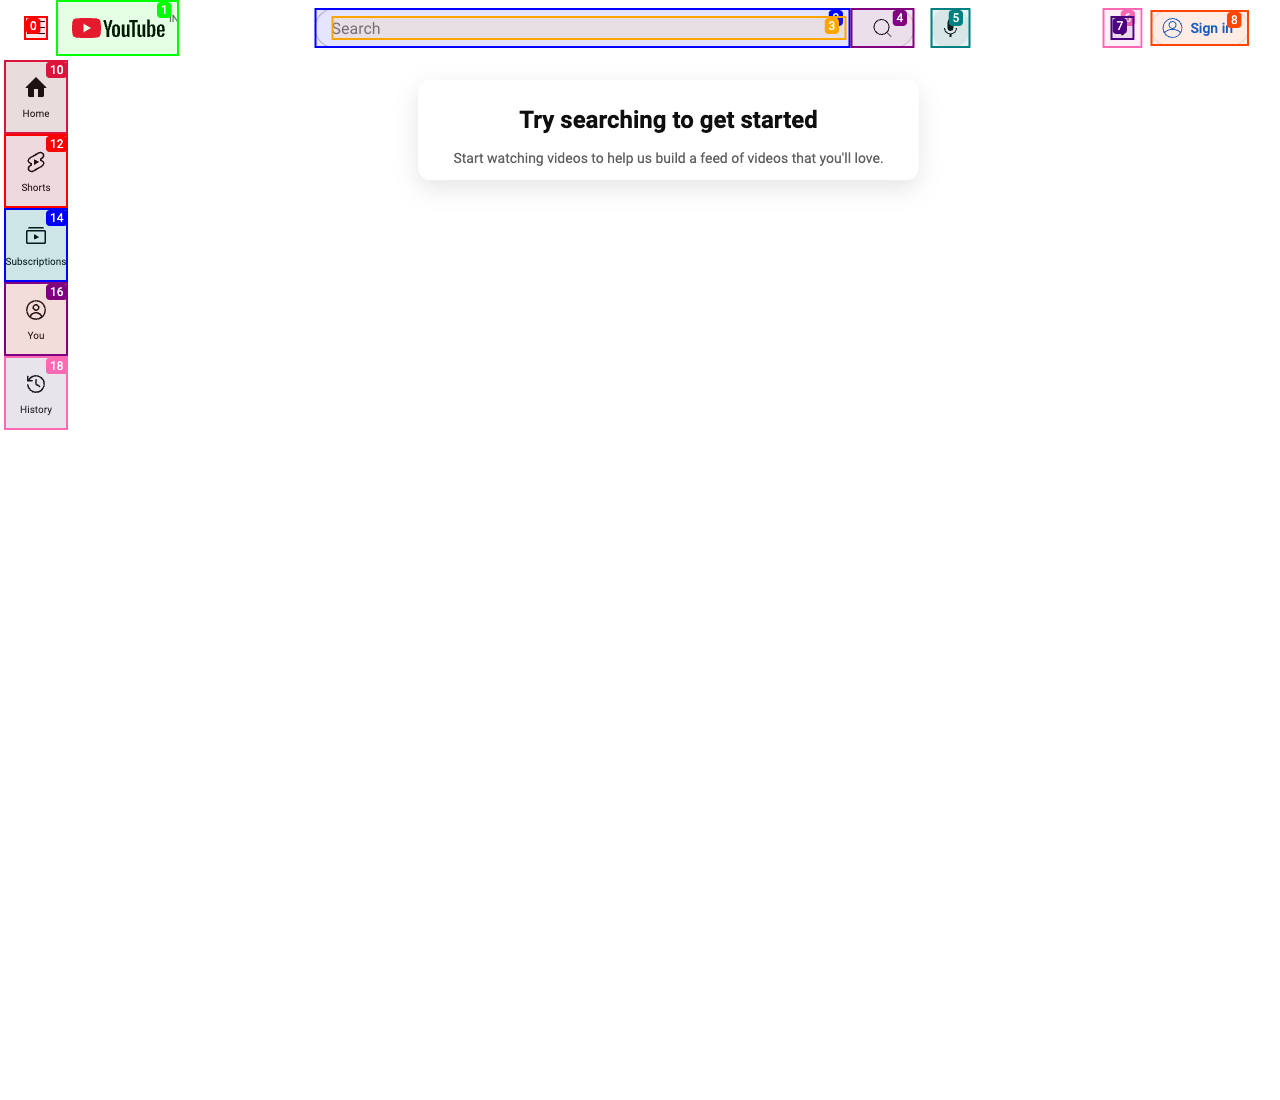 0
1
YouTube
IN
Search
3
4
5
7
8
Sign in
10
Home
12
Shorts
14
Subscriptions
16
You
18
History
Try searching to get started
Start watching videos to help us build a feed of videos that you'll love.